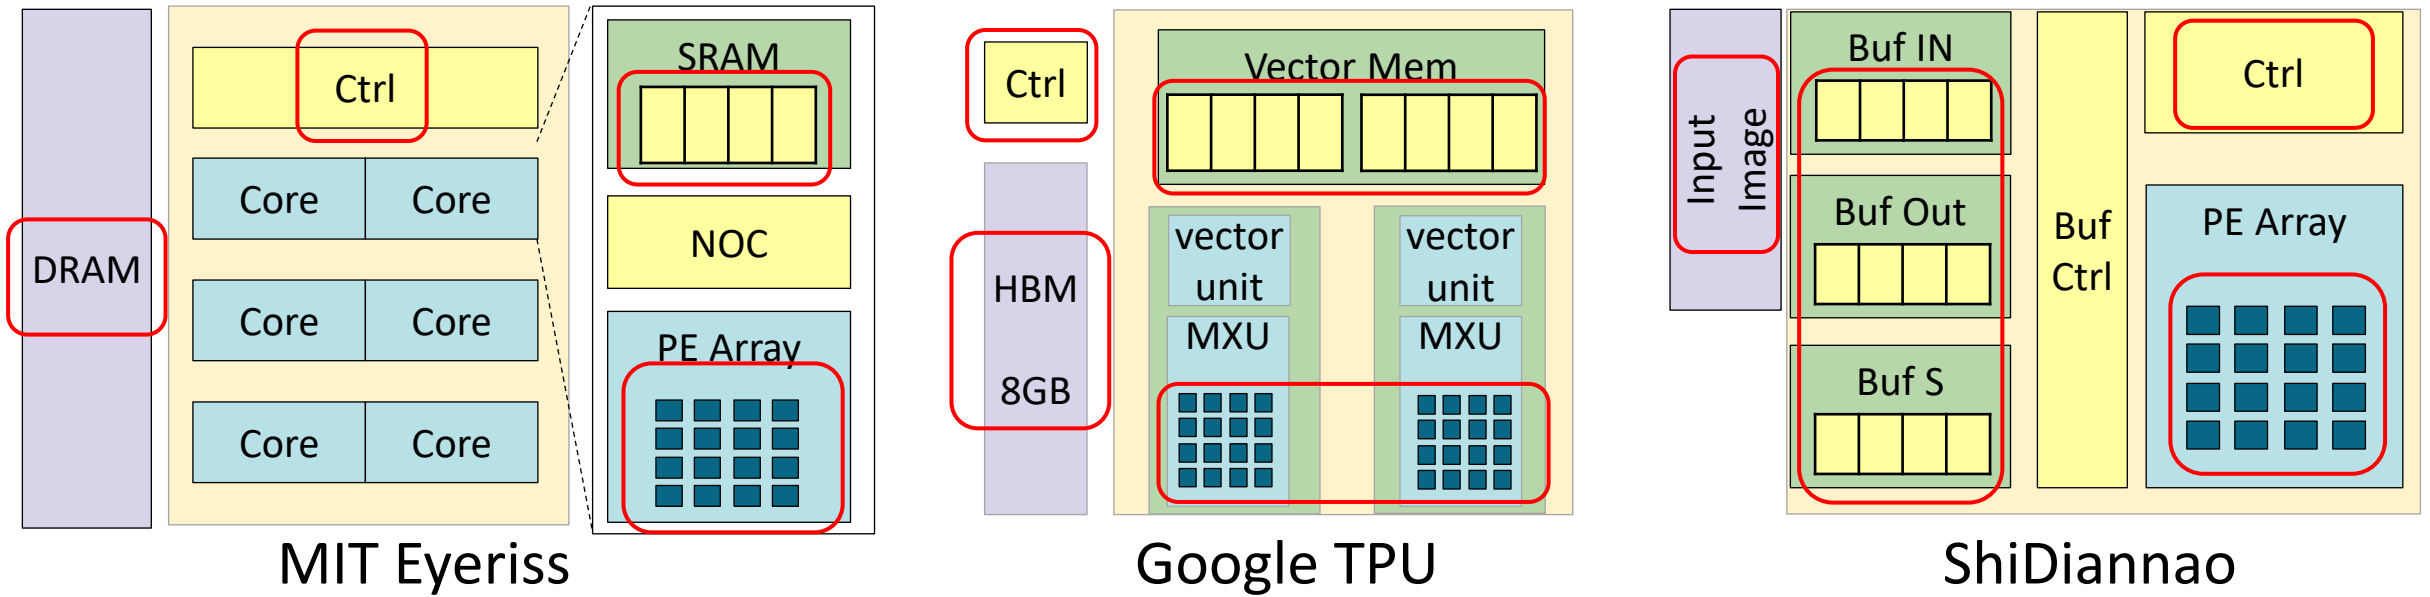 DRAM
Ctrl
Core Core
Core Core
Core Core
SRAM
NOC
PE Array
MIT Eyeriss
Ctrl
HBM
8GB
Vector Mem
vector
unit
MXU
vector
unit
MXU
Google TPU
Input
Image
Buf IN
Buf Out
Buf S
Buf
Ctrl
Ctrl
PE Array
ShiDiannao